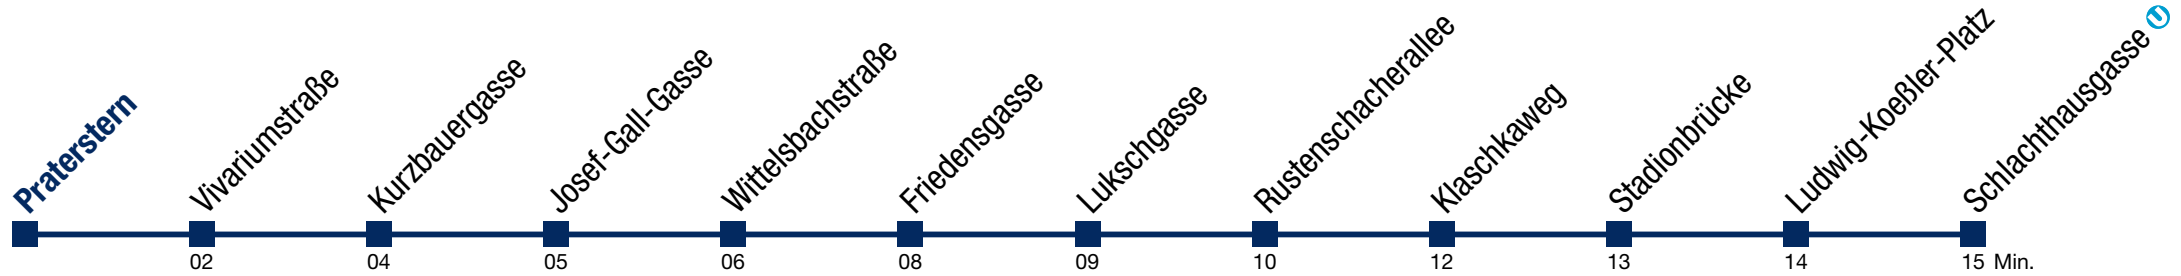 Praterstern
Vivariumstraße
Kurzbauergasse
Josef-Gall-Gasse
Wittelsbachstraße
Friedensgasse
Lukschgasse
Rustenschacherallee
Klaschkaweg
Stadionbrücke
Ludwig-Koeßler-Platz
Schlachthausgasse U
02 04 05 06 08 09 10 12 13 14 15 Min.